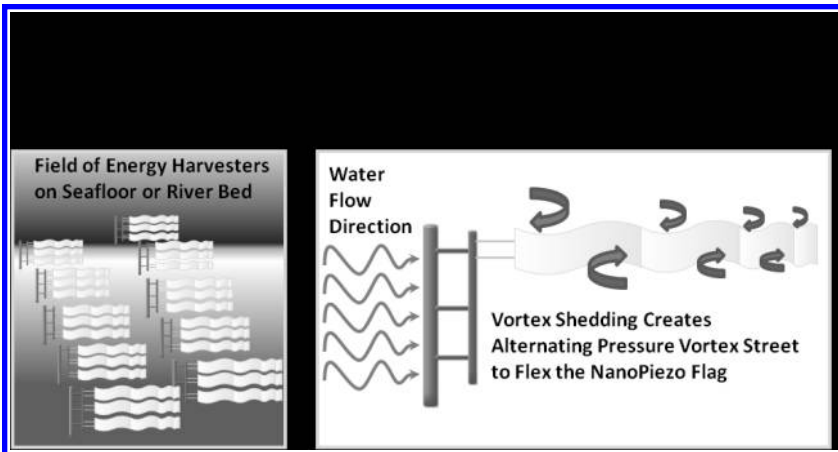 Field of Energy Harvesters
on Seafloor or River Bed
Water
Flow
Direction
Vortex Shedding Creates
Alternating Pressure Vortex Street
to Flex the NanoPiezo Flag